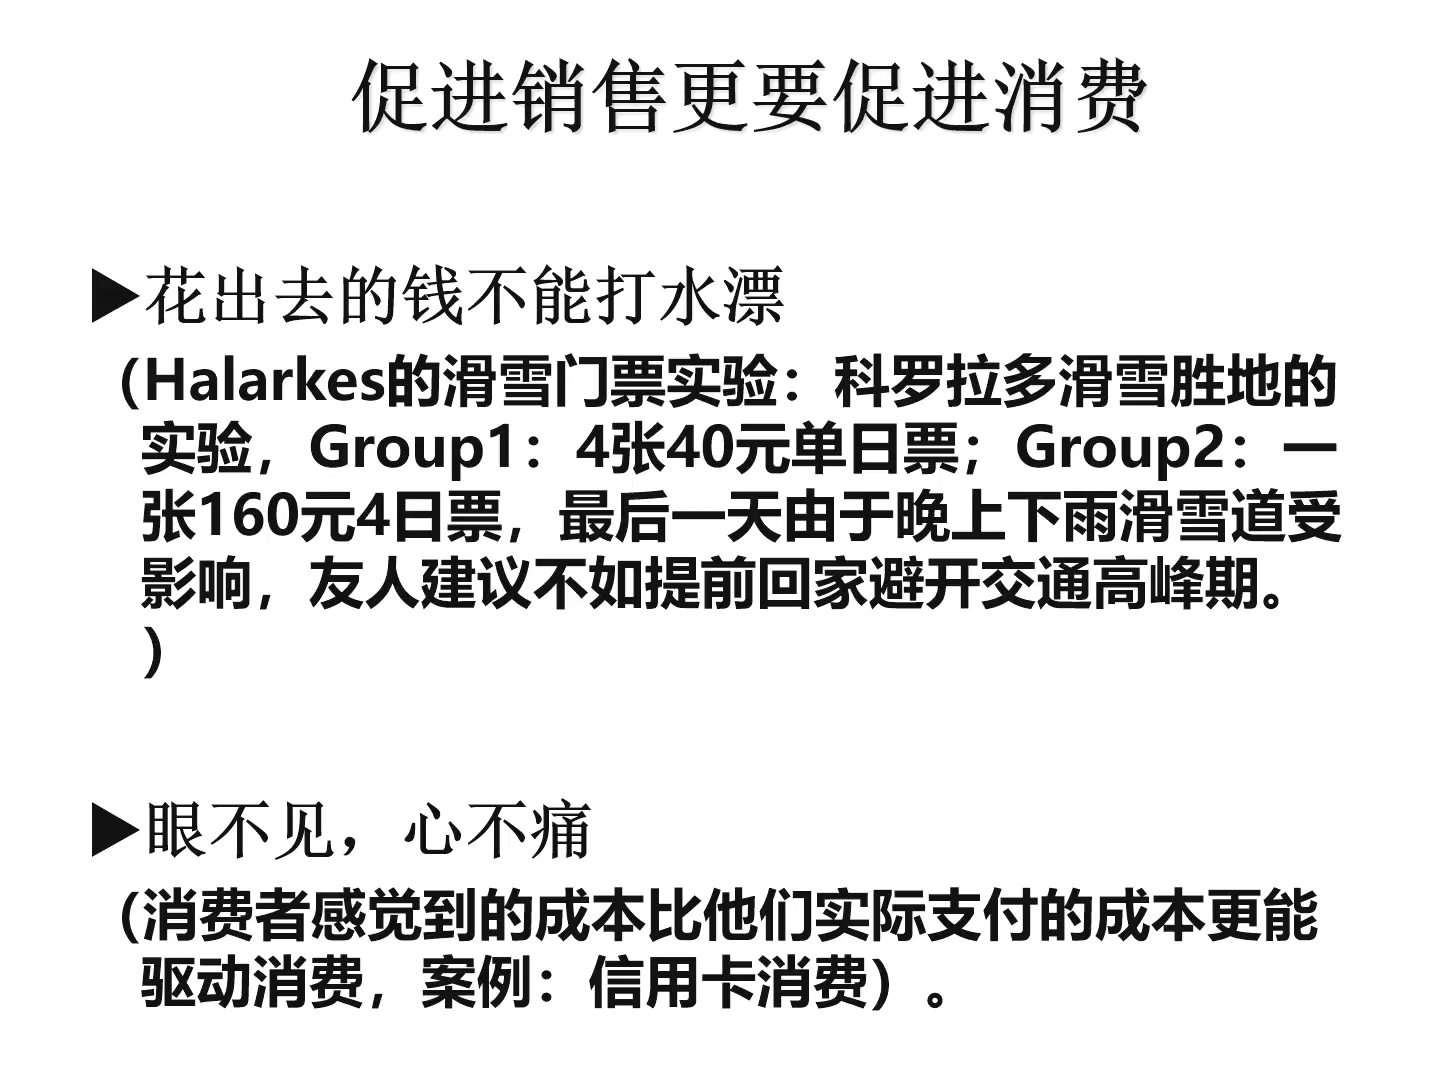 促进销售更要促进消费
▶花出去的钱不能打水漂
（Halarkes的滑雪门票实验：科罗拉多滑雪胜地的
实验，Group1：4张40元单日票；Group2：一
张160元4日票，最后一天由于晚上下雨滑雪道受
影响，友人建议不如提前回家避开交通高峰期。
）
▶眼不见，心不痛
（消费者感觉到的成本比他们实际支付的成本更能
驱动消费，案例：信用卡消费）。